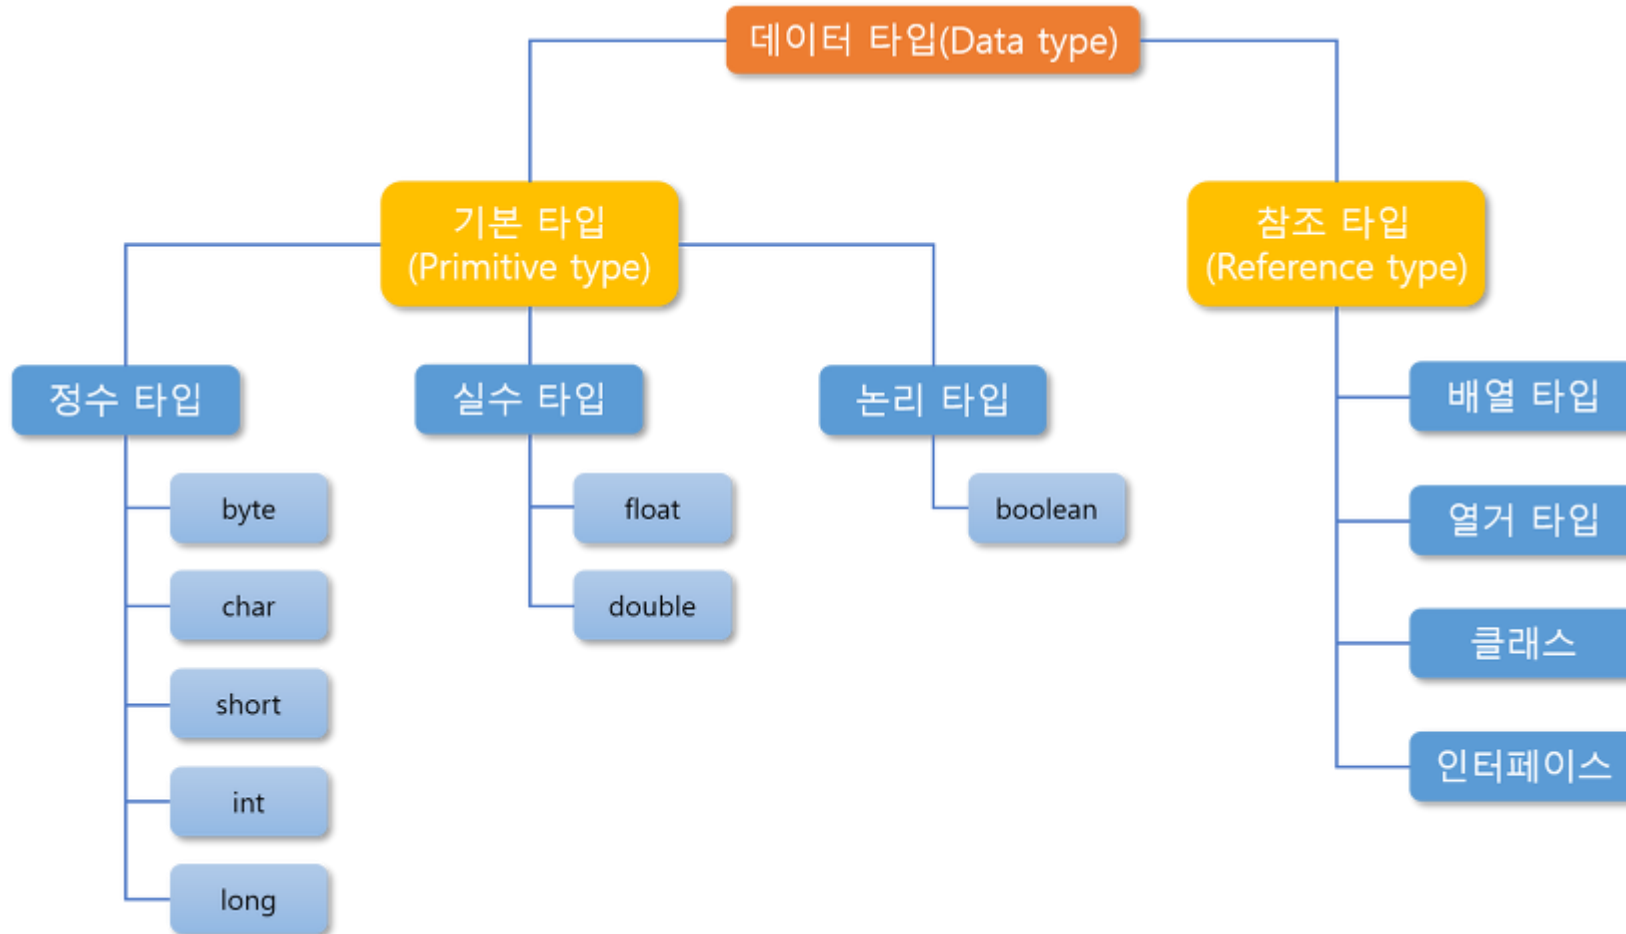 데이터 타입(Data type)
기본 타입
(Primitive type)
참조 타입
(Reference type)
정수 타입
실수 타입
논리 타입
배열 타입
byte
float
boolean
열거 타입
char
double
클래스
short
인터페이스
int
long